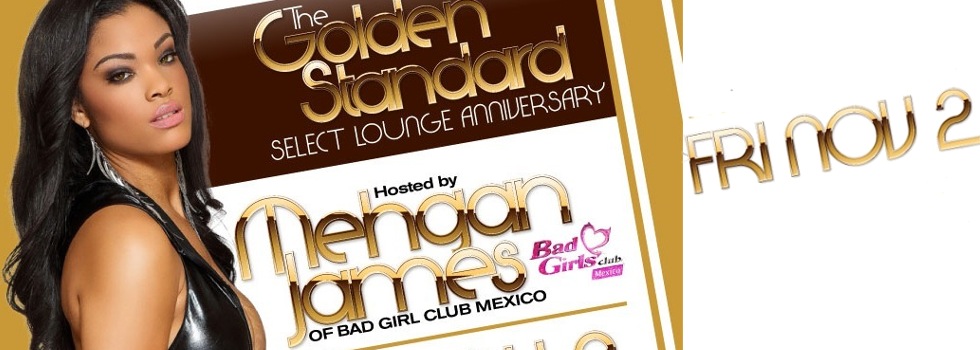 The
Golden
Standard
SELECT LOUNGE ANNIVERSARY
Hosted by
Mehgan
James
Bad
Girls club
Mexico
OF BAD GIRL CLUB MEXICO
FRI NOV 2